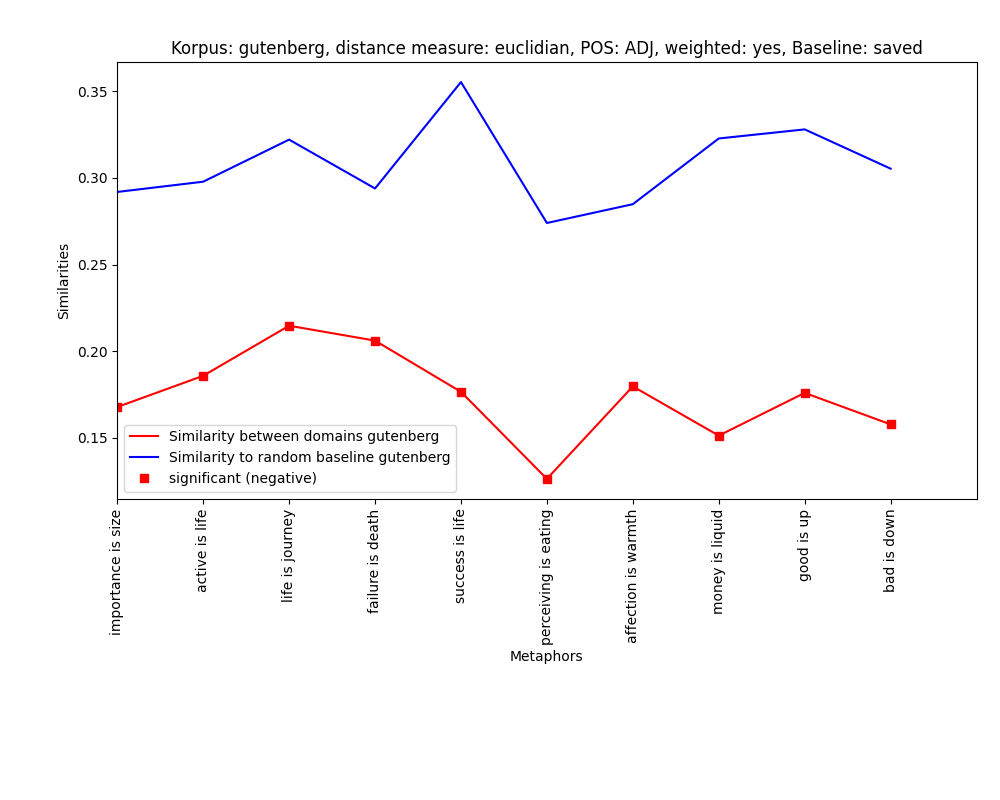 Korpus: gutenberg, distance measure: euclidian, POS: ADJ, weighted: yes, Baseline: saved
0.35
0.30
0.25
0.20
0.15
Similarities
Similarity between domains gutenberg
Similarity to random baseline gutenberg
significant (negative)
importance is size
active is life
life is journey
failure is death
success is life
perceiving is eating
affection is warmth
money is liquid
good is up
bad is down
Metaphors